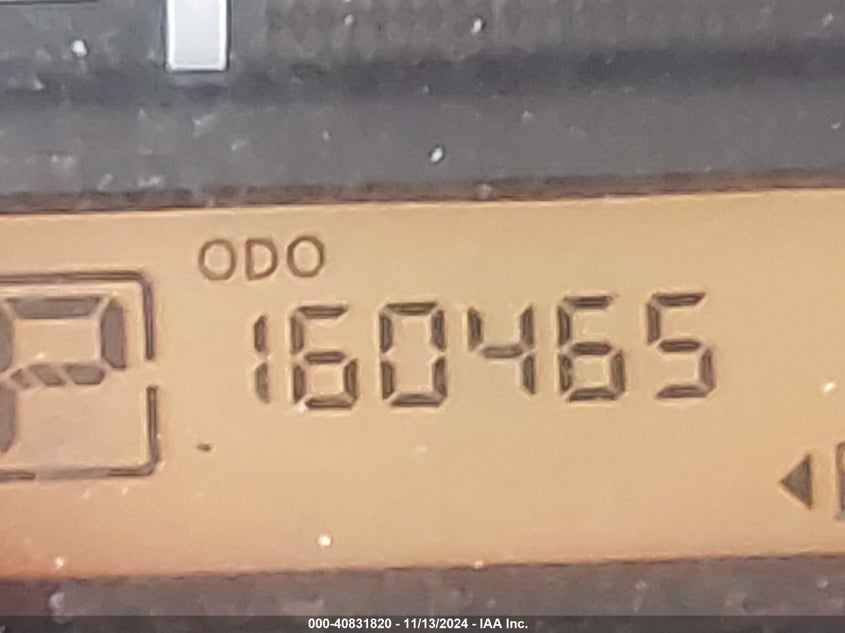 ODO
P 160465
000-40831820 - 11/13/2024 - IAA Inc.